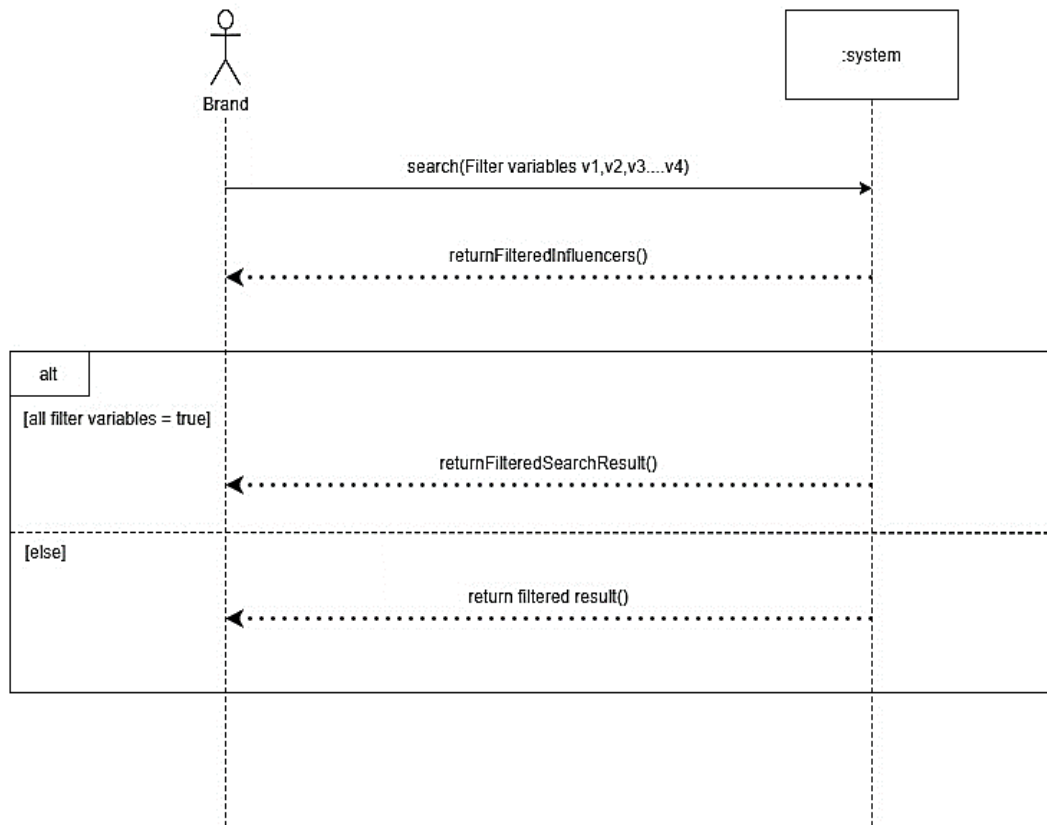 Brand
:system
search(Filter variables v1,v2,v3....v4)
returnFilteredInfluencers()
alt
[all filter variables = true]
returnFilteredSearchResult()
[else]
return filtered result()